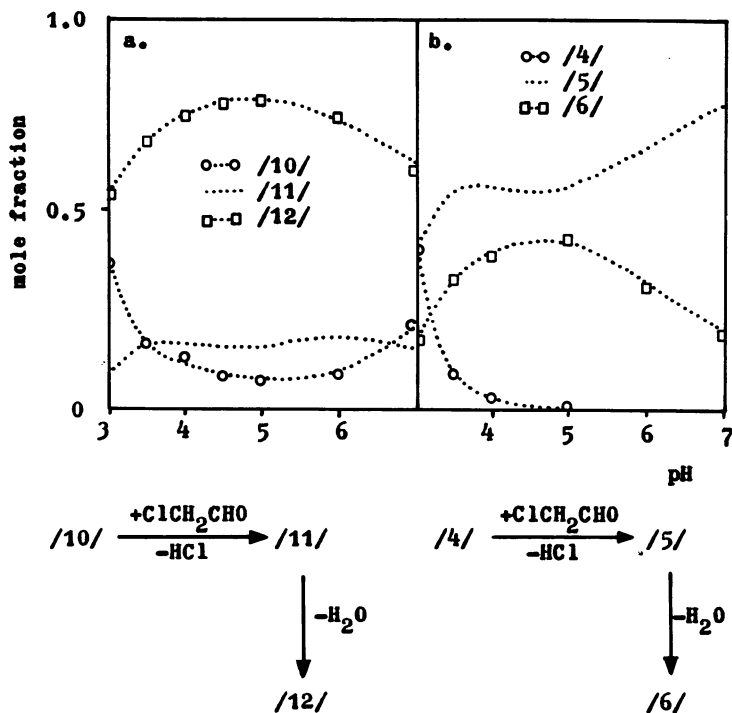 1.0
a.
b.
/4/
/5/
/6/
/10/
/11/
/12/
mole fraction
0.5
0
3 4 5 6 4 5 6 7
pH
/10/ +ClCH2CHO -HCl /11/
/4/ +ClCH2CHO -HCl /5/
-H2O
-H2O
/12/
/6/